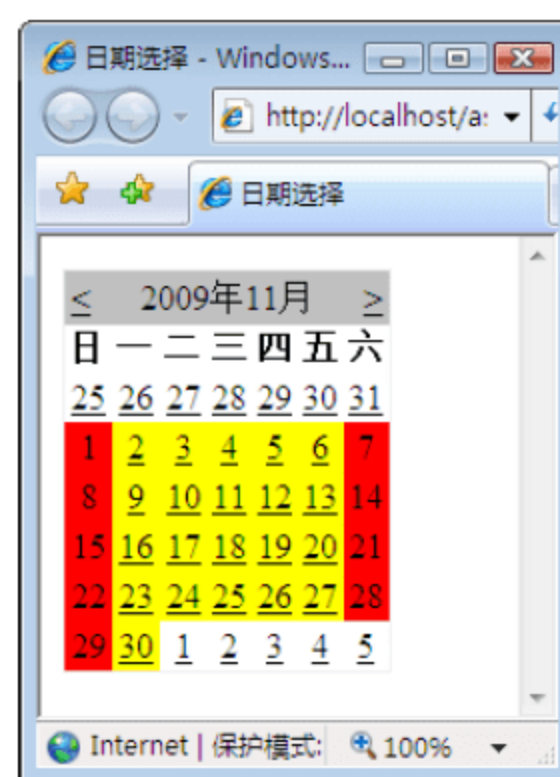 日期选择 - Windows...
http://localhost/a:
日期选择
< 2009年11月 >
日 一 二 三 四 五 六
25 26 27 28 29 30 31
1 2 3 4 5 6 7
8 9 10 11 12 13 14
15 16 17 18 19 20 21
22 23 24 25 26 27 28
29 30 1 2 3 4 5
Internet | 保护模式: 100%